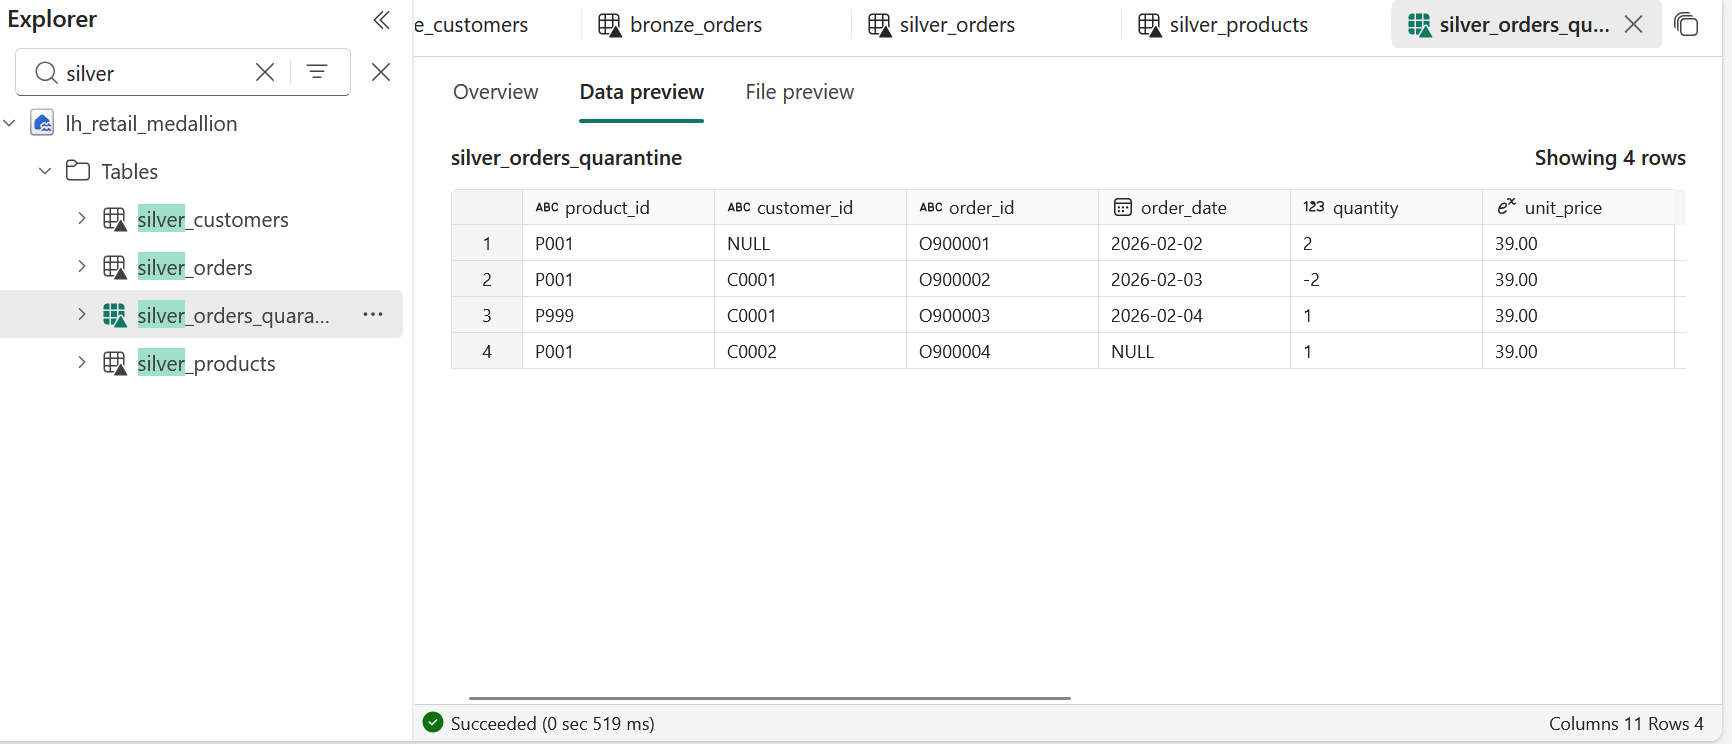 Explorer
silver
lh_retail_medallion
Tables
silver_customers
silver_orders
silver_orders_quara...
silver_products
e_customers
bronze_orders
silver_orders
silver_products
silver_orders_qu...
Overview Data preview File preview
silver_orders_quarantine Showing 4 rows
ABC product_id ABC customer_id ABC order_id order_date 123 quantity eˣ unit_price
1 P001 NULL O900001 2026-02-02 2 39.00
2 P001 C0001 O900002 2026-02-03 -2 39.00
3 P999 C0001 O900003 2026-02-04 1 39.00
4 P001 C0002 O900004 NULL 1 39.00
Succeeded (0 sec 519 ms) Columns 11 Rows 4